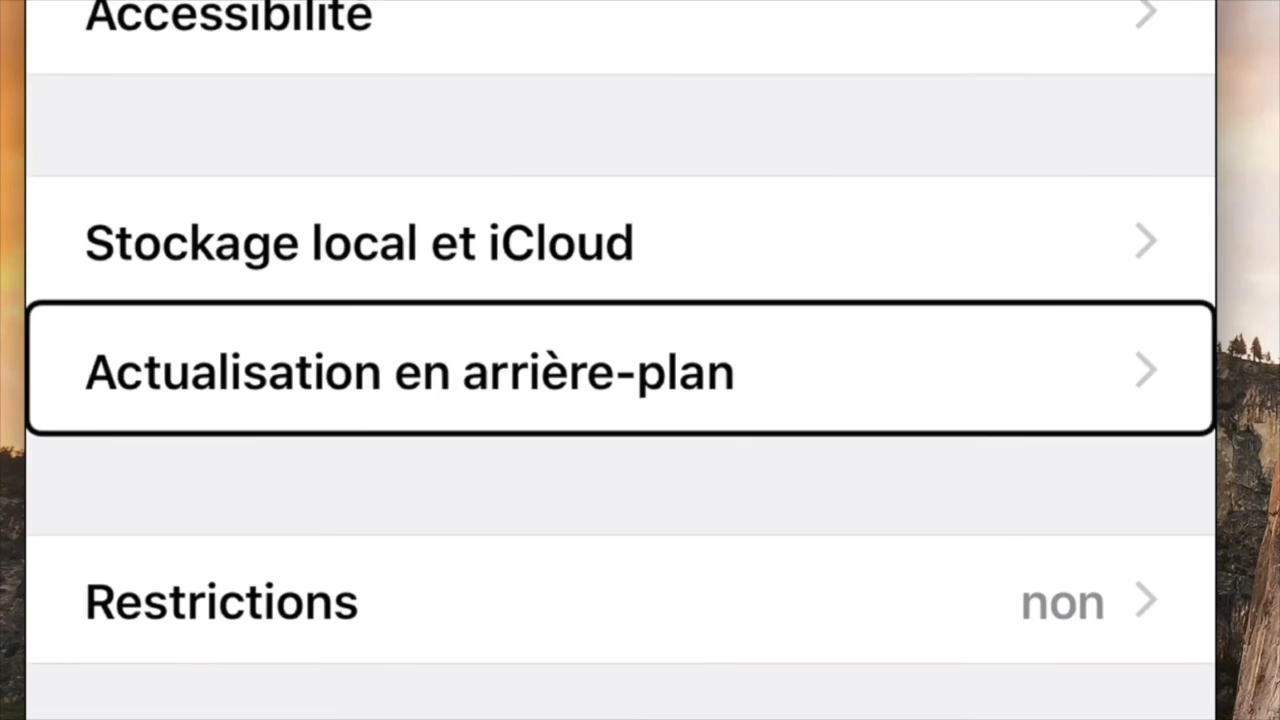 Accessibilité
Stockage local et iCloud
Actualisation en arrière-plan
Restrictions non